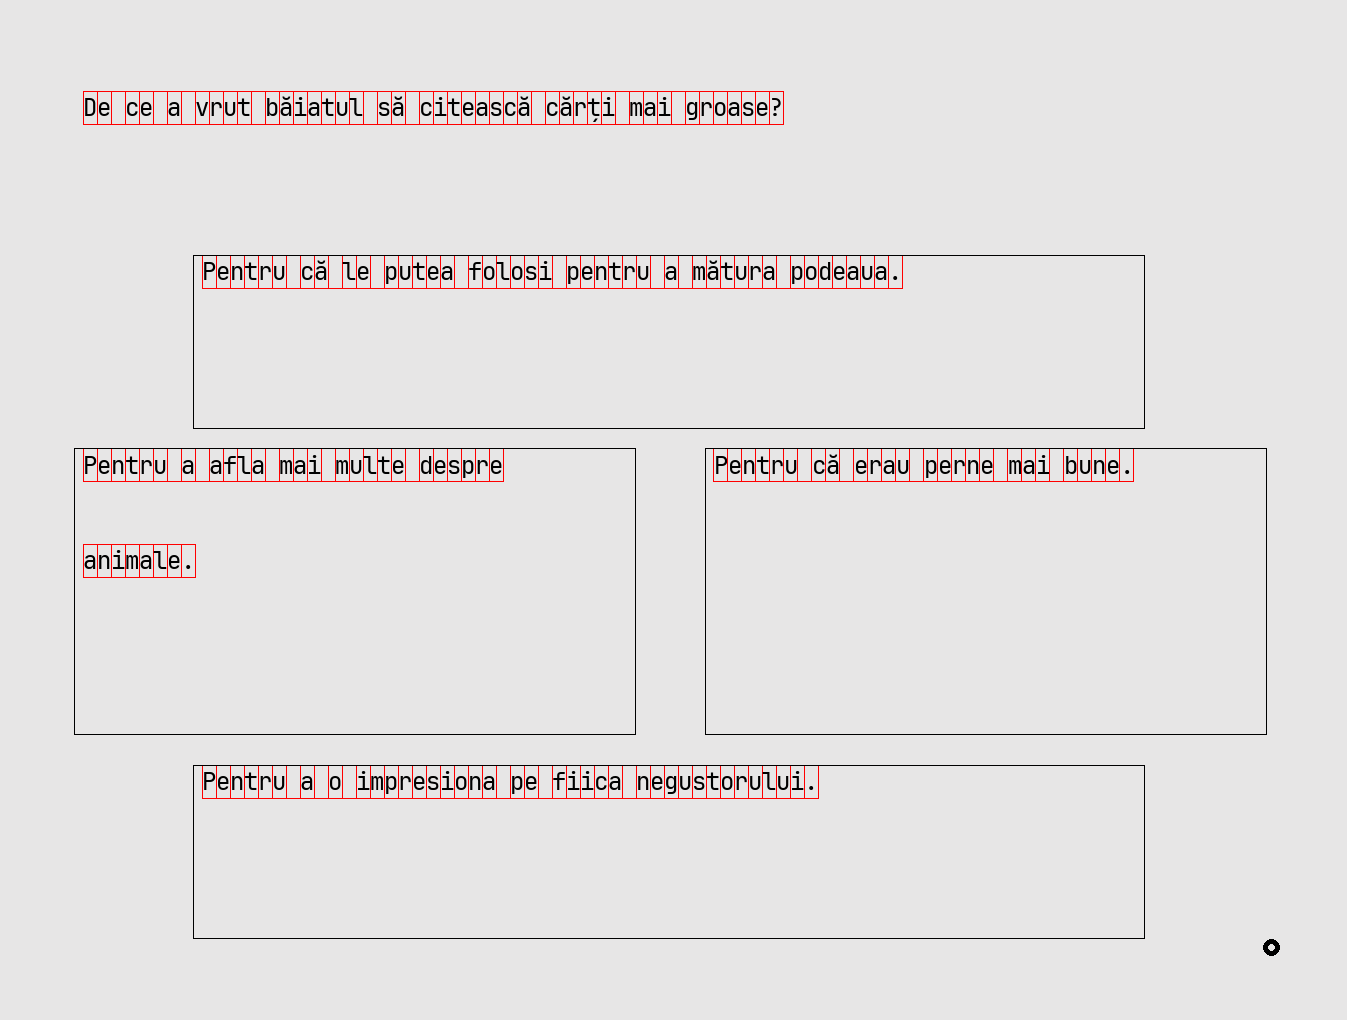 De ce a vrut băiatul să citească cărți mai groase?
Pentru că le putea folosi pentru a mătura podeaua.
Pentru a afla mai multe despre
animale.
Pentru că erau perne mai bune.
Pentru a o impresiona pe fiica negustorului.